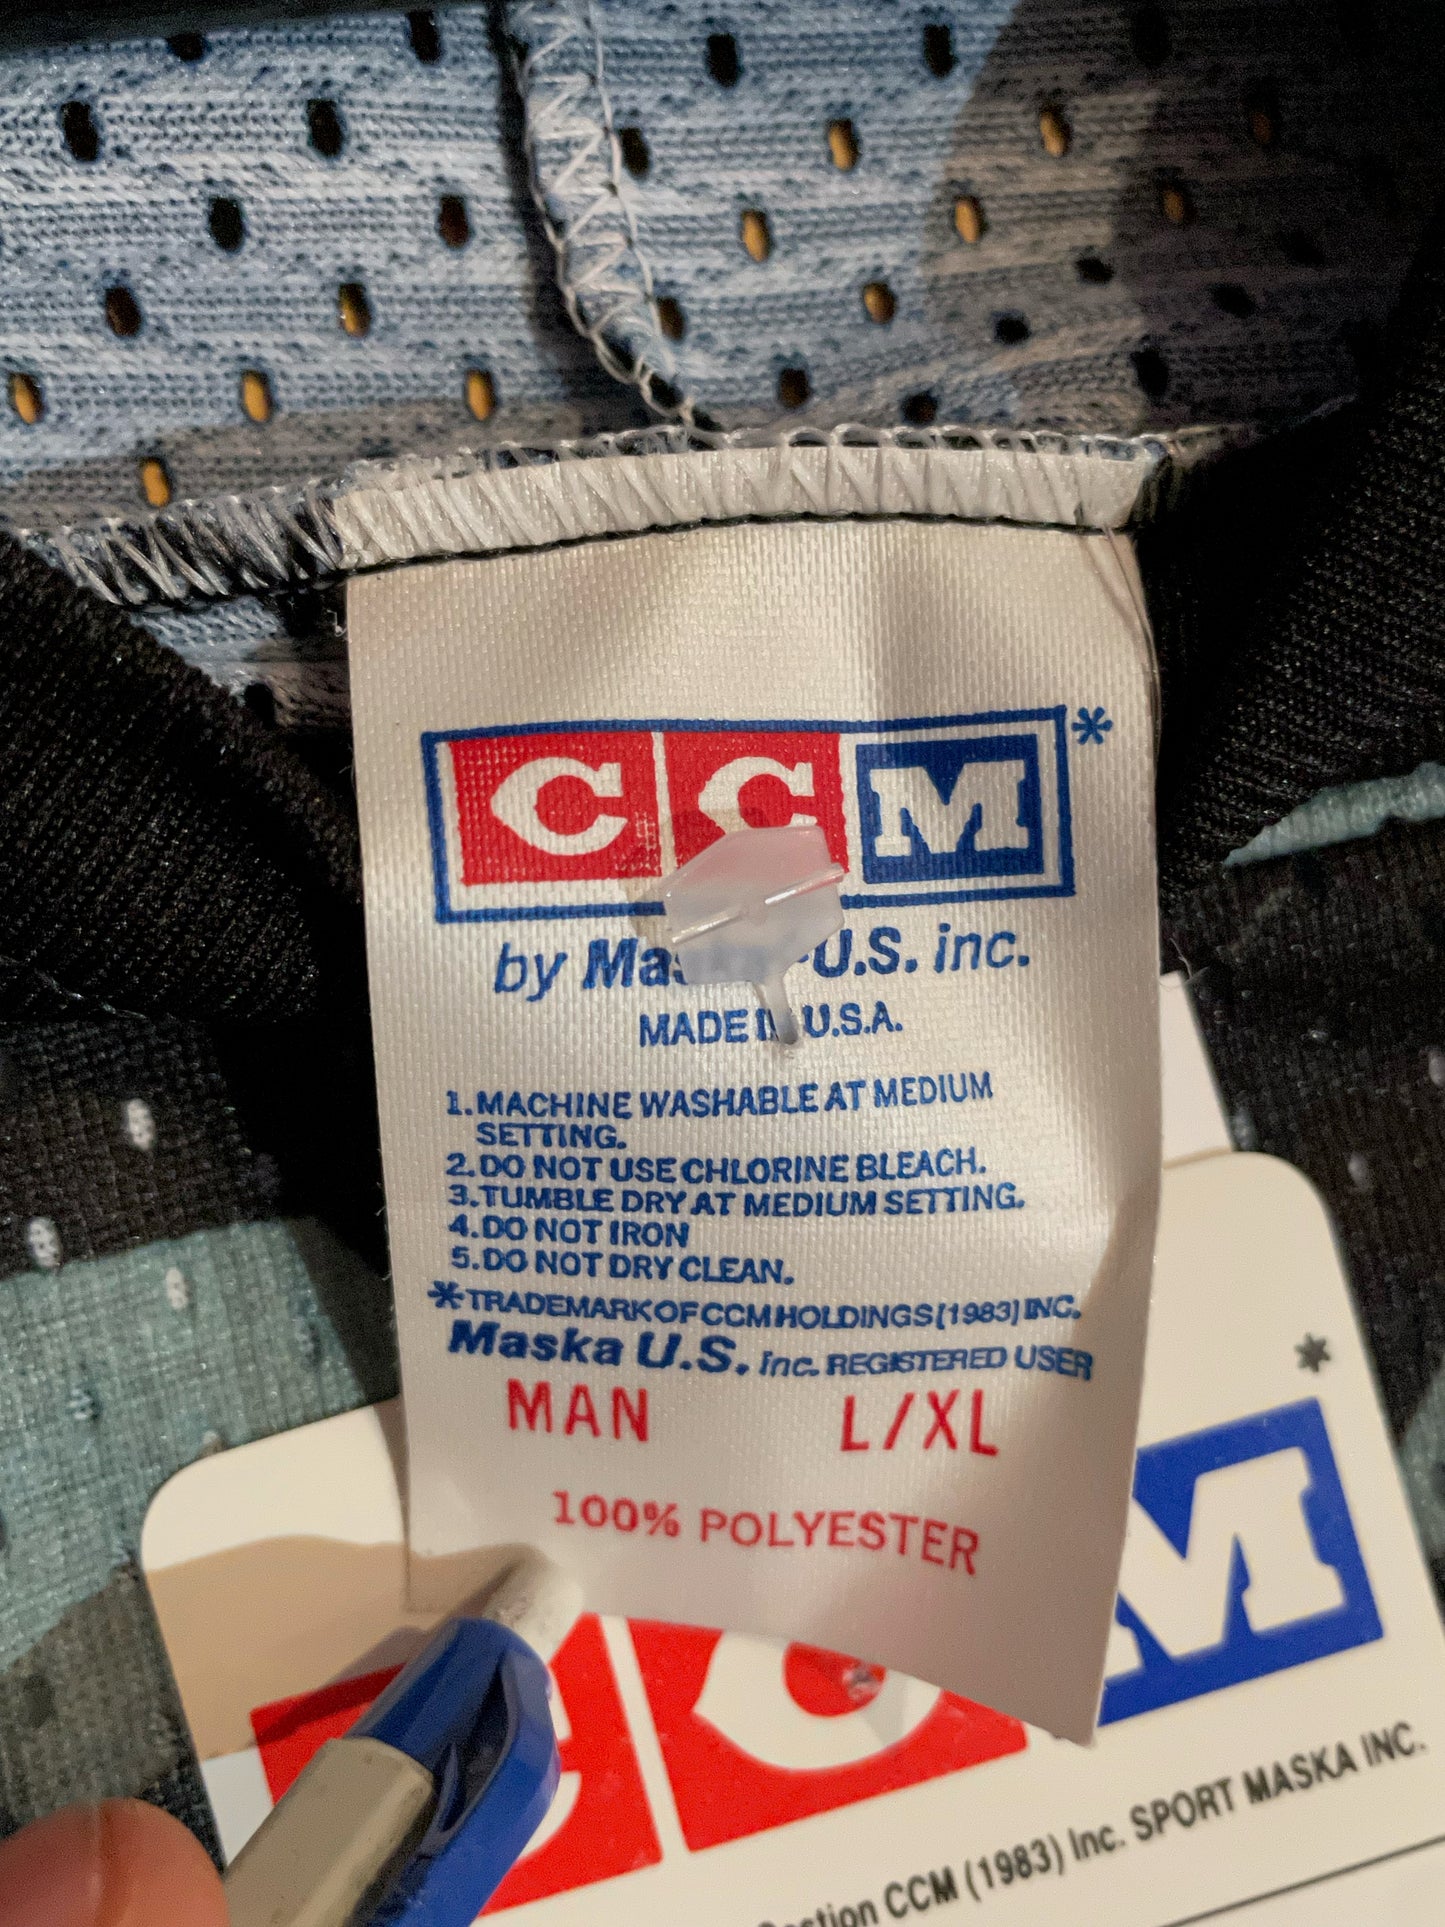 CCM*
by Maska U.S. inc.
MADE IN U.S.A.
1. MACHINE WASHABLE AT MEDIUM
SETTING.
2. DO NOT USE CHLORINE BLEACH.
3. TUMBLE DRY AT MEDIUM SETTING.
4. DO NOT IRON
5. DO NOT DRY CLEAN.
*TRADEMARK OF CCM HOLDINGS (1983) INC.
Maska U.S. inc. REGISTERED USER
MAN L/XL
100% POLYESTER
CCM*
CCM (1983) Inc. SPORT MASKA INC.